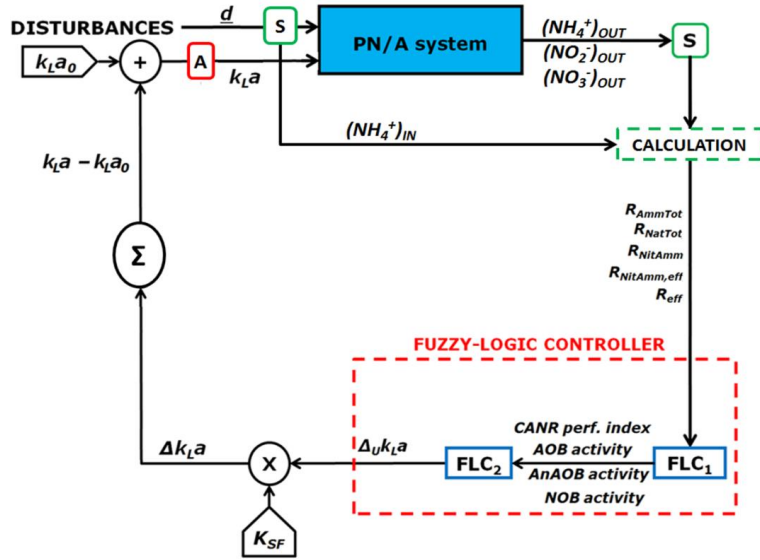 DISTURBANCES
d
S
PN/A system
(NH₄⁺)OUT
(NO₂⁻)OUT
(NO₃⁻)OUT
S
kLa₀
+
A
kLa
(NH₄⁺)IN
CALCULATION
kLa – kLa₀
RAmmTot
RNatTot
RNitAmm
RNitAmm,eff
Reff
Σ
FUZZY-LOGIC CONTROLLER
CANR perf. index
AOB activity
AnAOB activity
NOB activity
ΔkLa
X
ΔUkLa
FLC₂
FLC₁
KSF